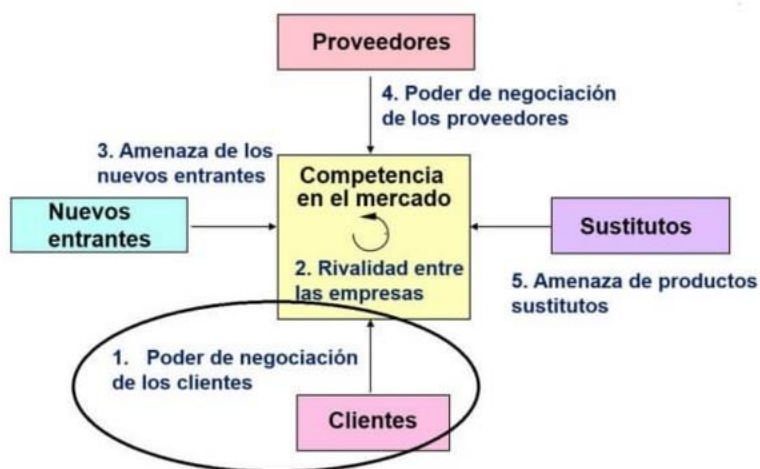 Proveedores
4. Poder de negociación
de los proveedores
3. Amenaza de los
nuevos entrantes
Competencia
en el mercado
Nuevos
entrantes
Sustitutos
2. Rivalidad entre
las empresas
5. Amenaza de productos
sustitutos
1. Poder de negociación
de los clientes
Clientes